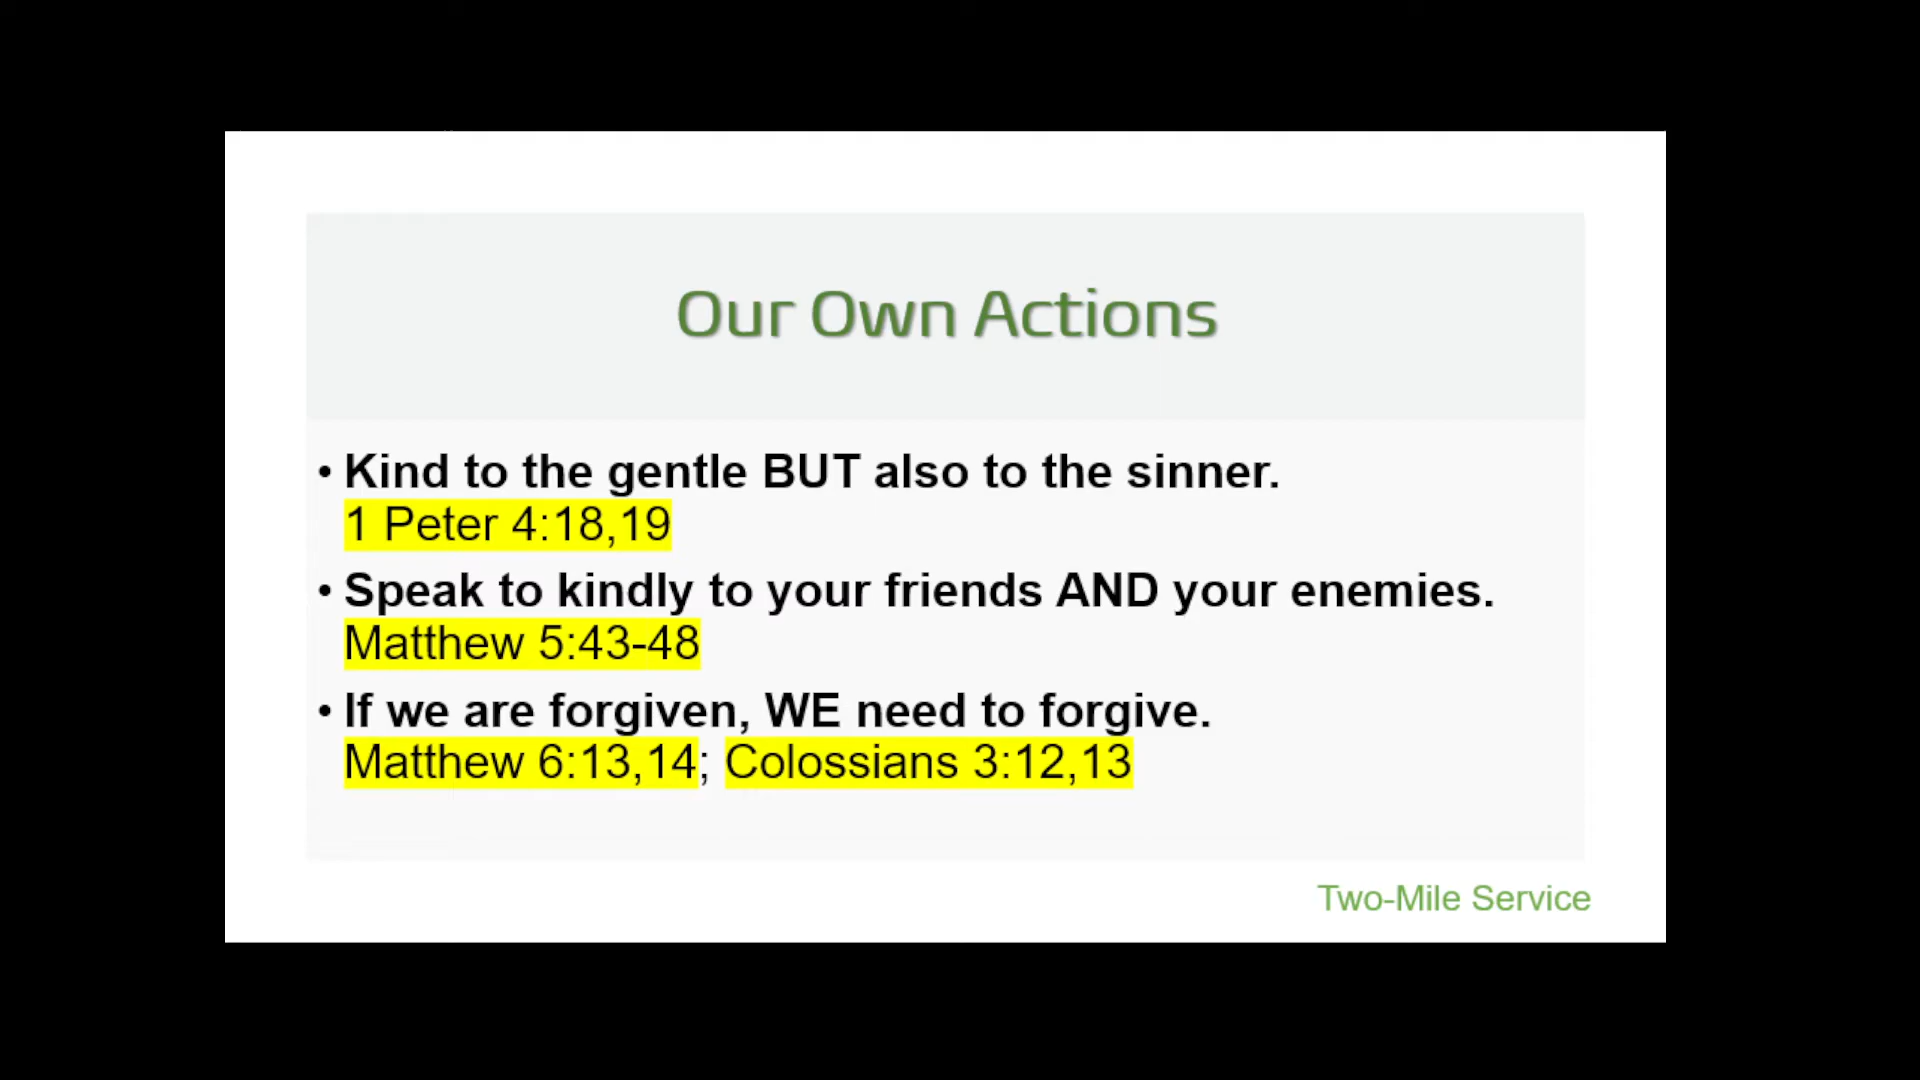 Our Own Actions
• Kind to the gentle BUT also to the sinner.
1 Peter 4:18,19
• Speak to kindly to your friends AND your enemies.
Matthew 5:43-48
• If we are forgiven, WE need to forgive.
Matthew 6:13,14; Colossians 3:12,13
Two-Mile Service